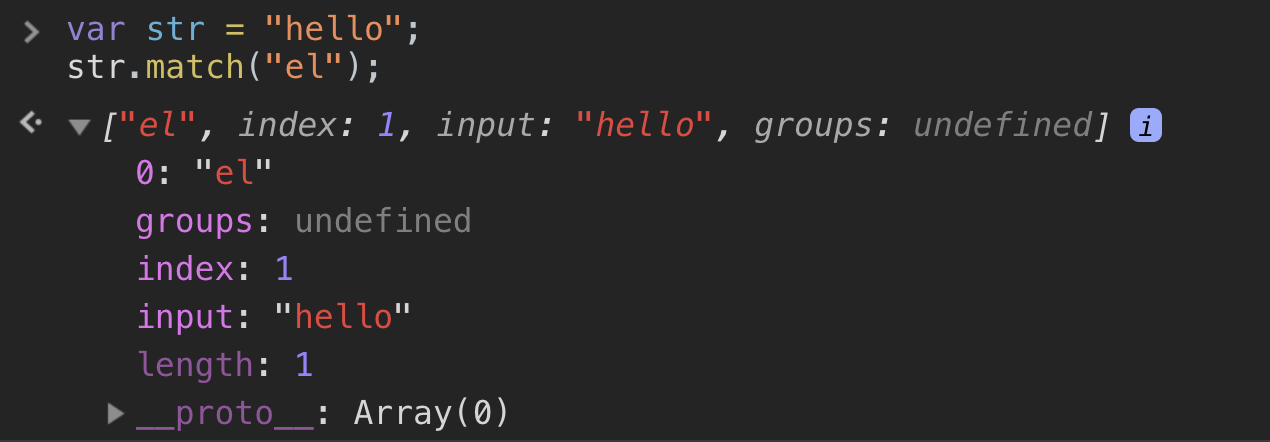 > var str = "hello";
str.match("el");
["el", index: 1, input: "hello", groups: undefined] i
0: "el"
groups: undefined
index: 1
input: "hello"
length: 1
__proto__: Array(0)